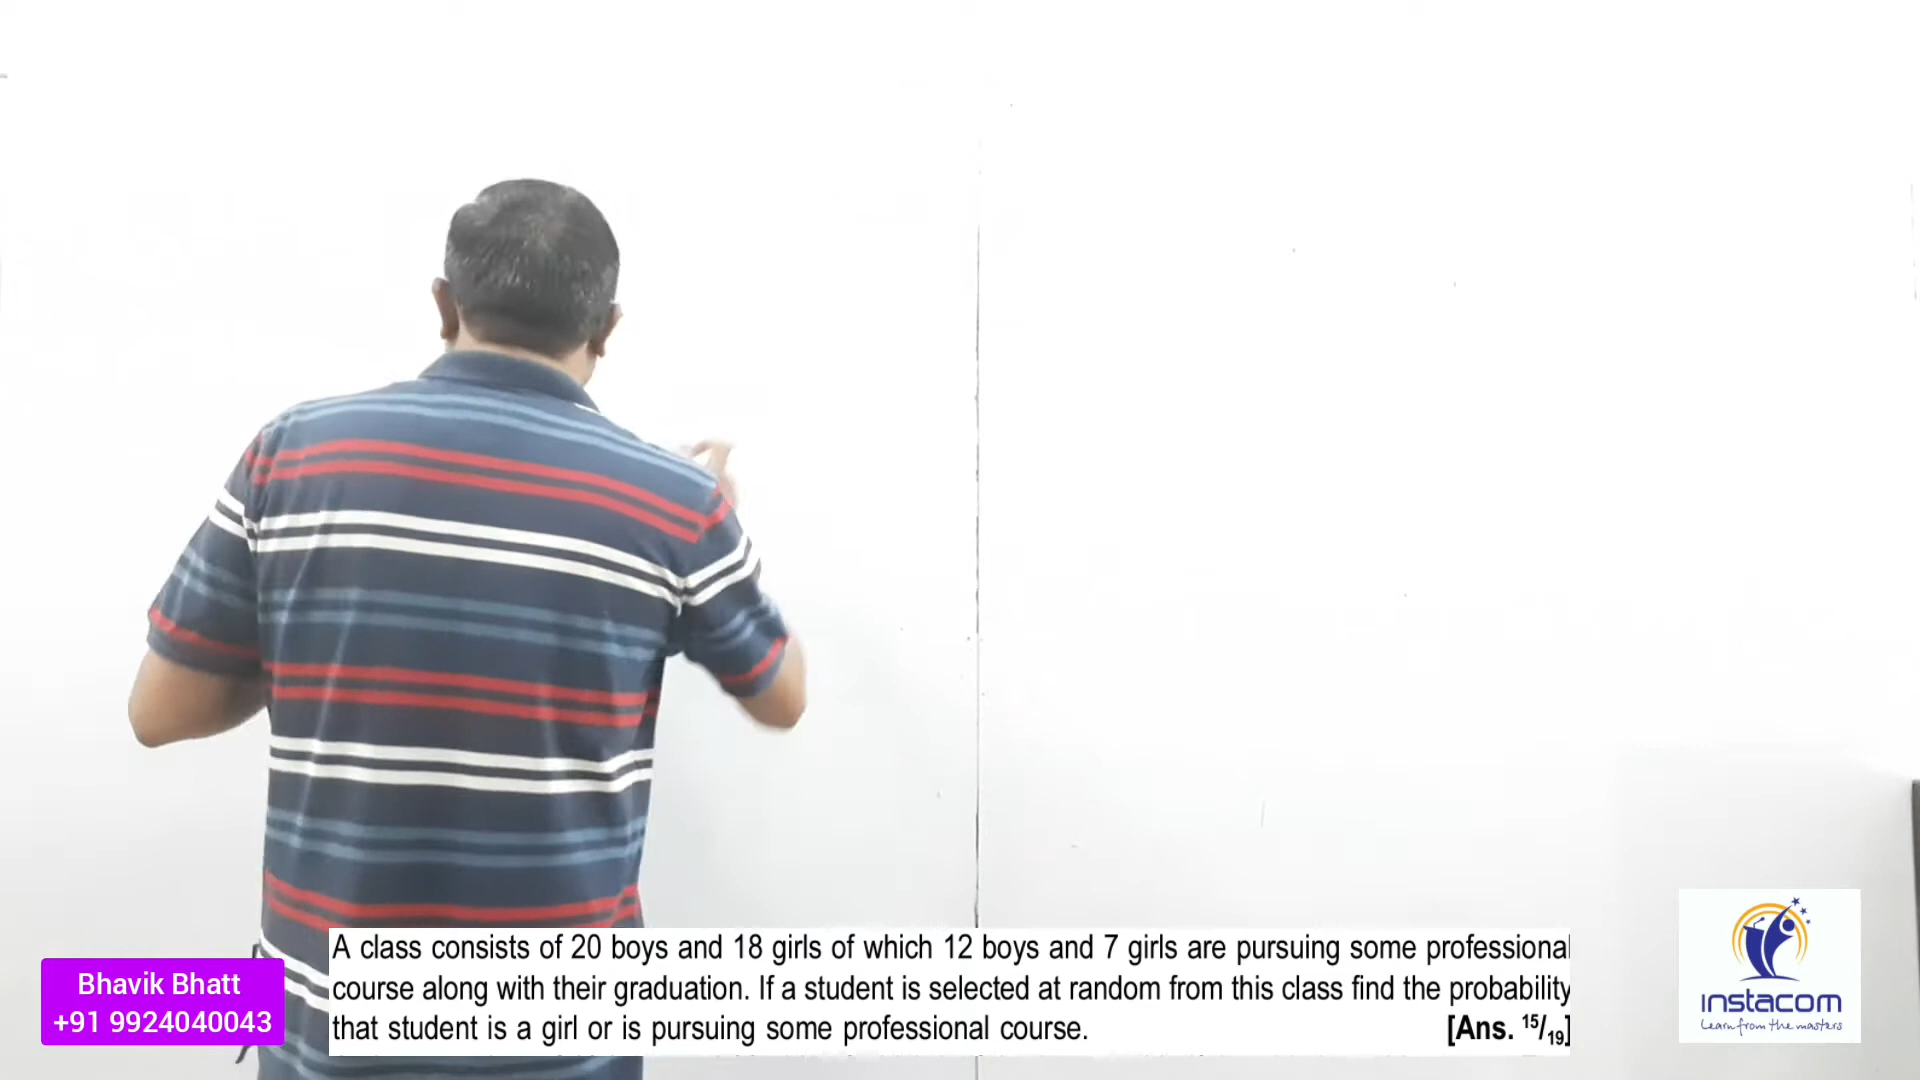 A class consists of 20 boys and 18 girls of which 12 boys and 7 girls are pursuing some professional
course along with their graduation. If a student is selected at random from this class find the probability
that student is a girl or is pursuing some professional course. [Ans. 15/19]
Bhavik Bhatt
+91 9924040043
instacom
Learn from the masters